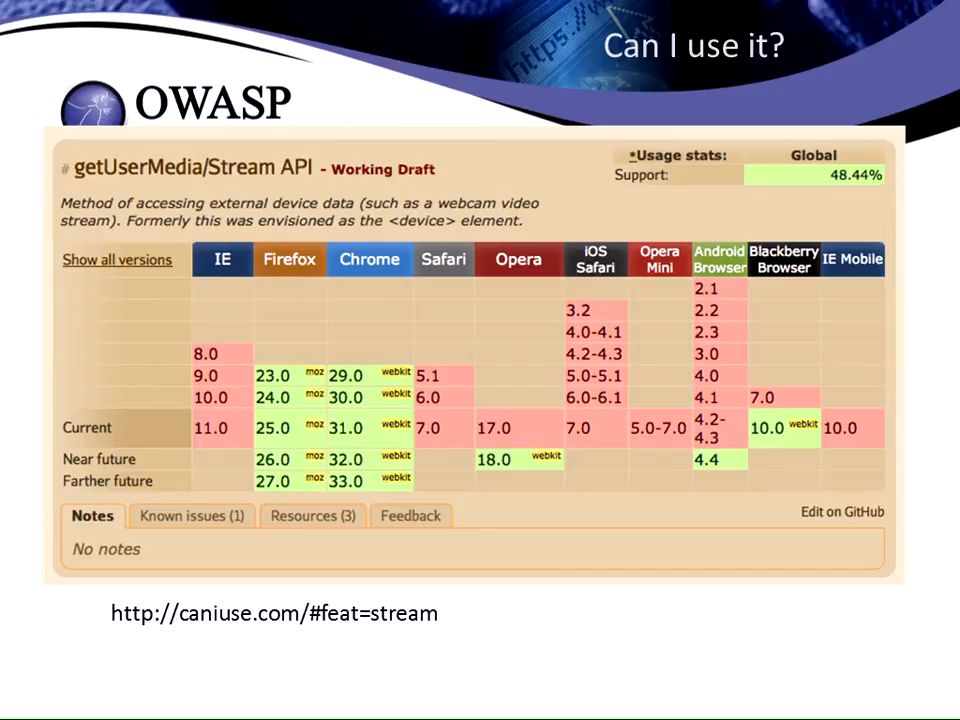 https://w
Can I use it?
OWASP
# getUserMedia/Stream API - Working Draft
*Usage stats: Global
Support: 48.44%
Method of accessing external device data (such as a webcam video
stream). Formerly this was envisioned as the <device> element.
Show all versions IE Firefox Chrome Safari Opera iOS Safari Opera Mini Android Browser Blackberry Browser IE Mobile
2.1
3.2 2.2
4.0-4.1 2.3
8.0 4.2-4.3 3.0
9.0 23.0 moz 29.0 webkit 5.1 5.0-5.1 4.0
10.0 24.0 moz 30.0 webkit 6.0 6.0-6.1 4.1 7.0
Current 11.0 25.0 moz 31.0 webkit 7.0 17.0 7.0 5.0-7.0 4.2-4.3 10.0 webkit 10.0
Near future 26.0 moz 32.0 webkit 18.0 webkit 4.4
Farther future 27.0 moz 33.0 webkit
Notes Known issues (1) Resources (3) Feedback Edit on GitHub
No notes
http://caniuse.com/#feat=stream